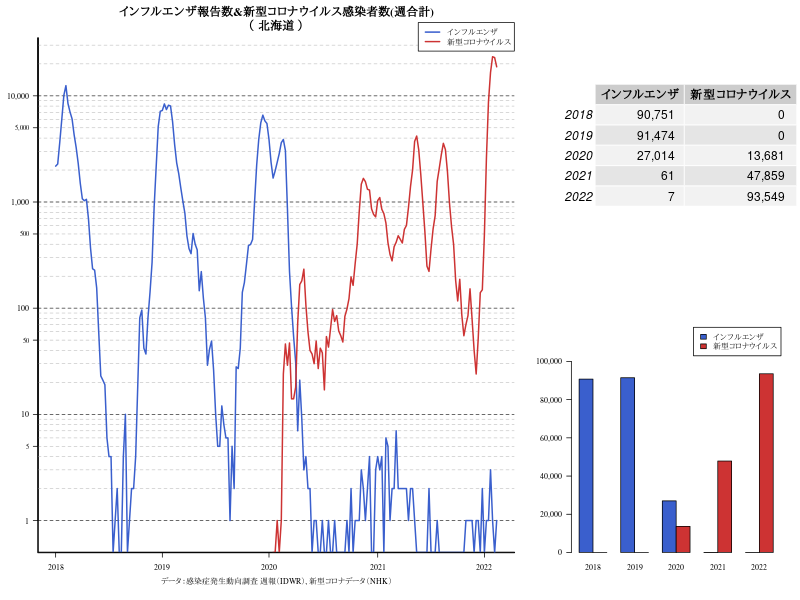 インフルエンザ報告数&新型コロナウイルス感染者数(週合計)
( 北海道 )
インフルエンザ
新型コロナウイルス
10,000
5,000
1,000
500
100
50
10
5
1
2018 2019 2020 2021 2022
データ:感染症発生動向調査 週報(IDWR)、新型コロナデータ(NHK)
インフルエンザ 新型コロナウイルス
2018 90,751 0
2019 91,474 0
2020 27,014 13,681
2021 61 47,859
2022 7 93,549
インフルエンザ
新型コロナウイルス
100,000
80,000
60,000
40,000
20,000
0
2018 2019 2020 2021 2022